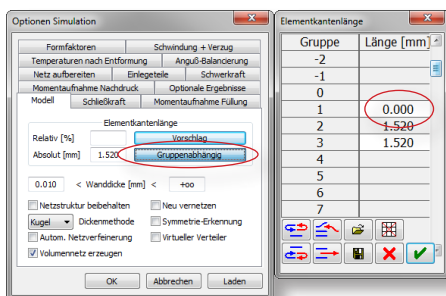 Optionen Simulation
Formfaktoren
Schwindung + Verzug
Temperaturen nach Entformung
Anguß-Balancierung
Netz aufbereiten
Einlegeteile
Schwerkraft
Momentaufnahme Nachdruck
Optionale Ergebnisse
Modell
Schließkraft
Momentaufnahme Füllung
Elementkantenlänge
Relativ [%]
Vorschlag
Absolut [mm]
1.520
Gruppenabhängig
0.010 < Wanddicke [mm] < +oo
Netzstruktur beibehalten
Neu vernetzen
Kugel
Dickenmethode
Symmetrie-Erkennung
Autom. Netzverfeinerung
Virtueller Verteiler
Volumennetz erzeugen
OK
Abbrechen
Laden
Elementkantenlänge
Gruppe
Länge [mm]
-2
-1
0
1 0.000
2 1.520
3 1.520
4
5
6
7